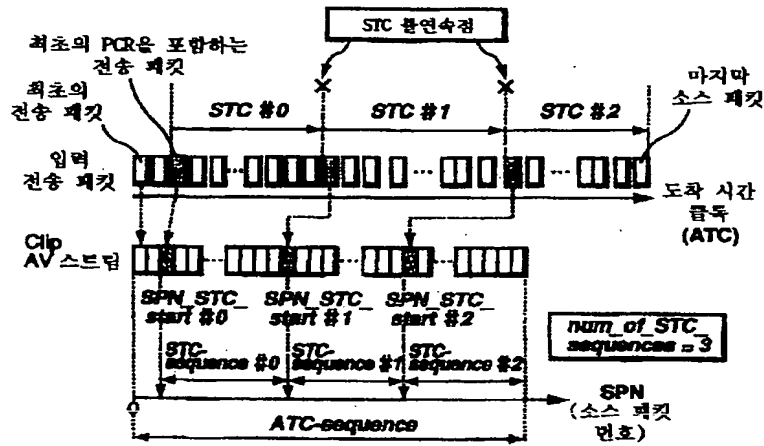 STC 불연속점
최초의 PCR을 포함하는
전송 패킷
최초의
전송 패킷
마지막
소스 패킷
STC #0
STC #1
STC #2
입력
전송 패킷
도착 시간
클록
(ATC)
Clip
AV 스트림
SPN_STC_
start #0
SPN_STC_
start #1
SPN_STC_
start #2
num_of_STC_
sequences = 3
STC-
sequence #0
STC-
sequence #1
STC-
sequence #2
0
SPN
(소스 패킷
번호)
ATC-sequence